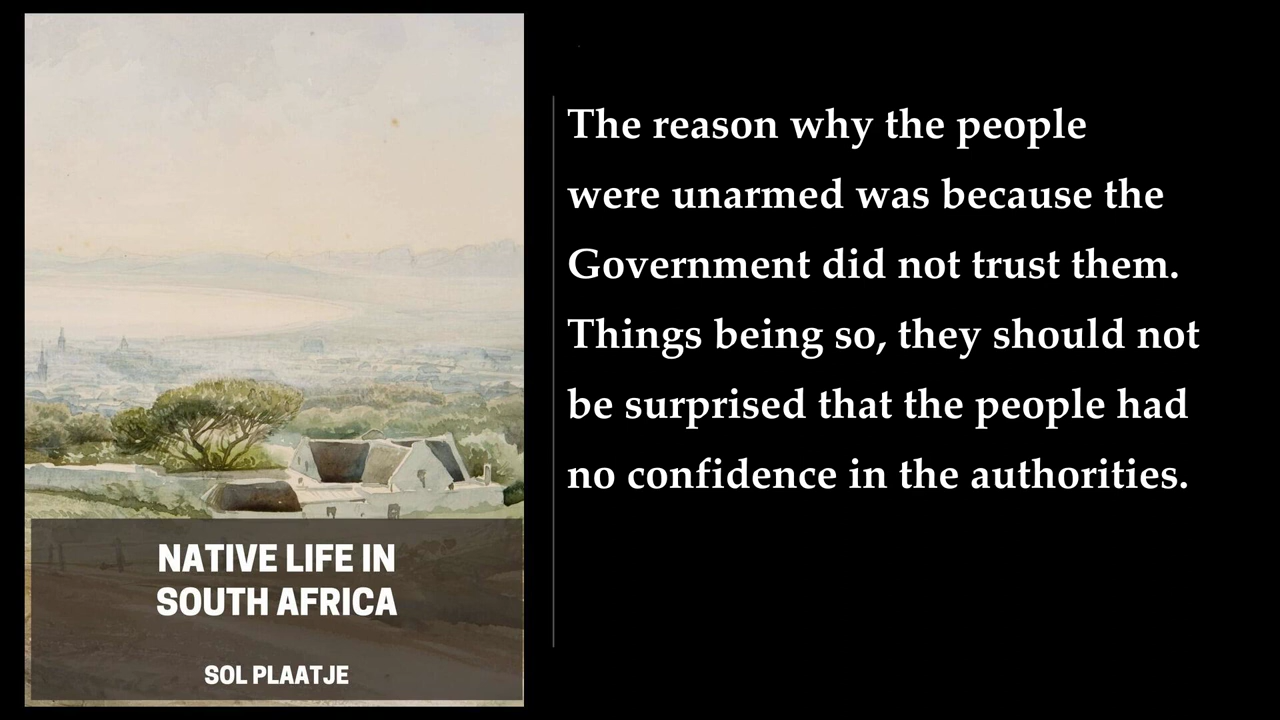 NATIVE LIFE IN
SOUTH AFRICA
SOL PLAATJE
The reason why the people
were unarmed was because the
Government did not trust them.
Things being so, they should not
be surprised that the people had
no confidence in the authorities.